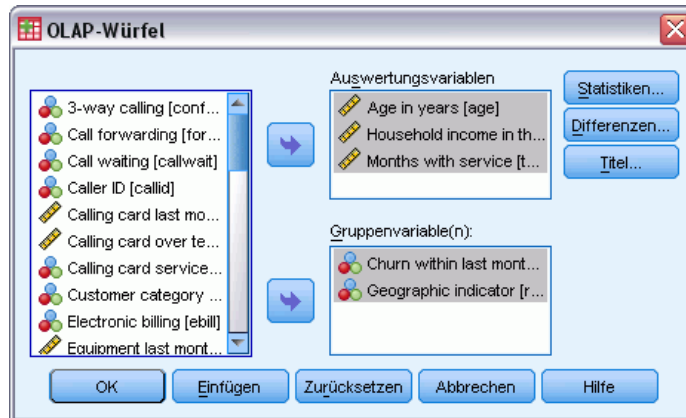 OLAP-Würfel
3-way calling [conf...
Call forwarding [for...
Call waiting [callwait]
Caller ID [callid]
Calling card last mo...
Calling card over te...
Calling card service...
Customer category ...
Electronic billing [ebill]
Equipment last mont...
Auswertungsvariablen
Age in years [age]
Household income in th...
Months with service [t...
Gruppenvariable(n):
Churn within last mont...
Geographic indicator [r...
Statistiken...
Differenzen...
Titel...
OK
Einfügen
Zurücksetzen
Abbrechen
Hilfe